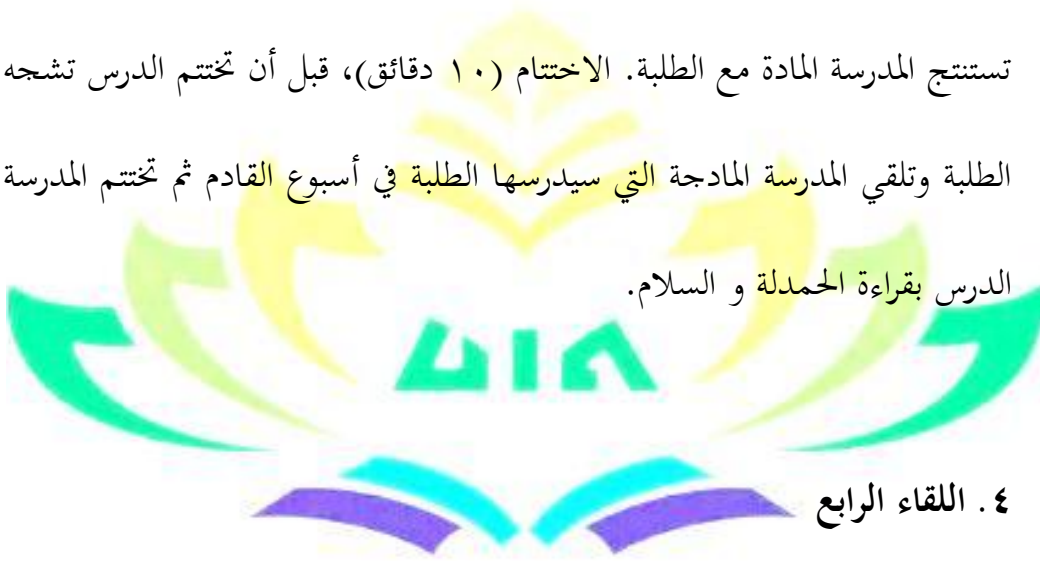 تستنتج المدرسة المادة مع الطلبة. الاختتام (١٠ دقائق)، قبل أن تختتم الدرس تشجه
الطلبة وتلقي المدرسة المادجة التي سيدرسها الطلبة في أسبوع القادم ثم تختتم المدرسة
الدرس بقراءة الحمدلة و السلام.
UIN
٤. اللقاء الرابع